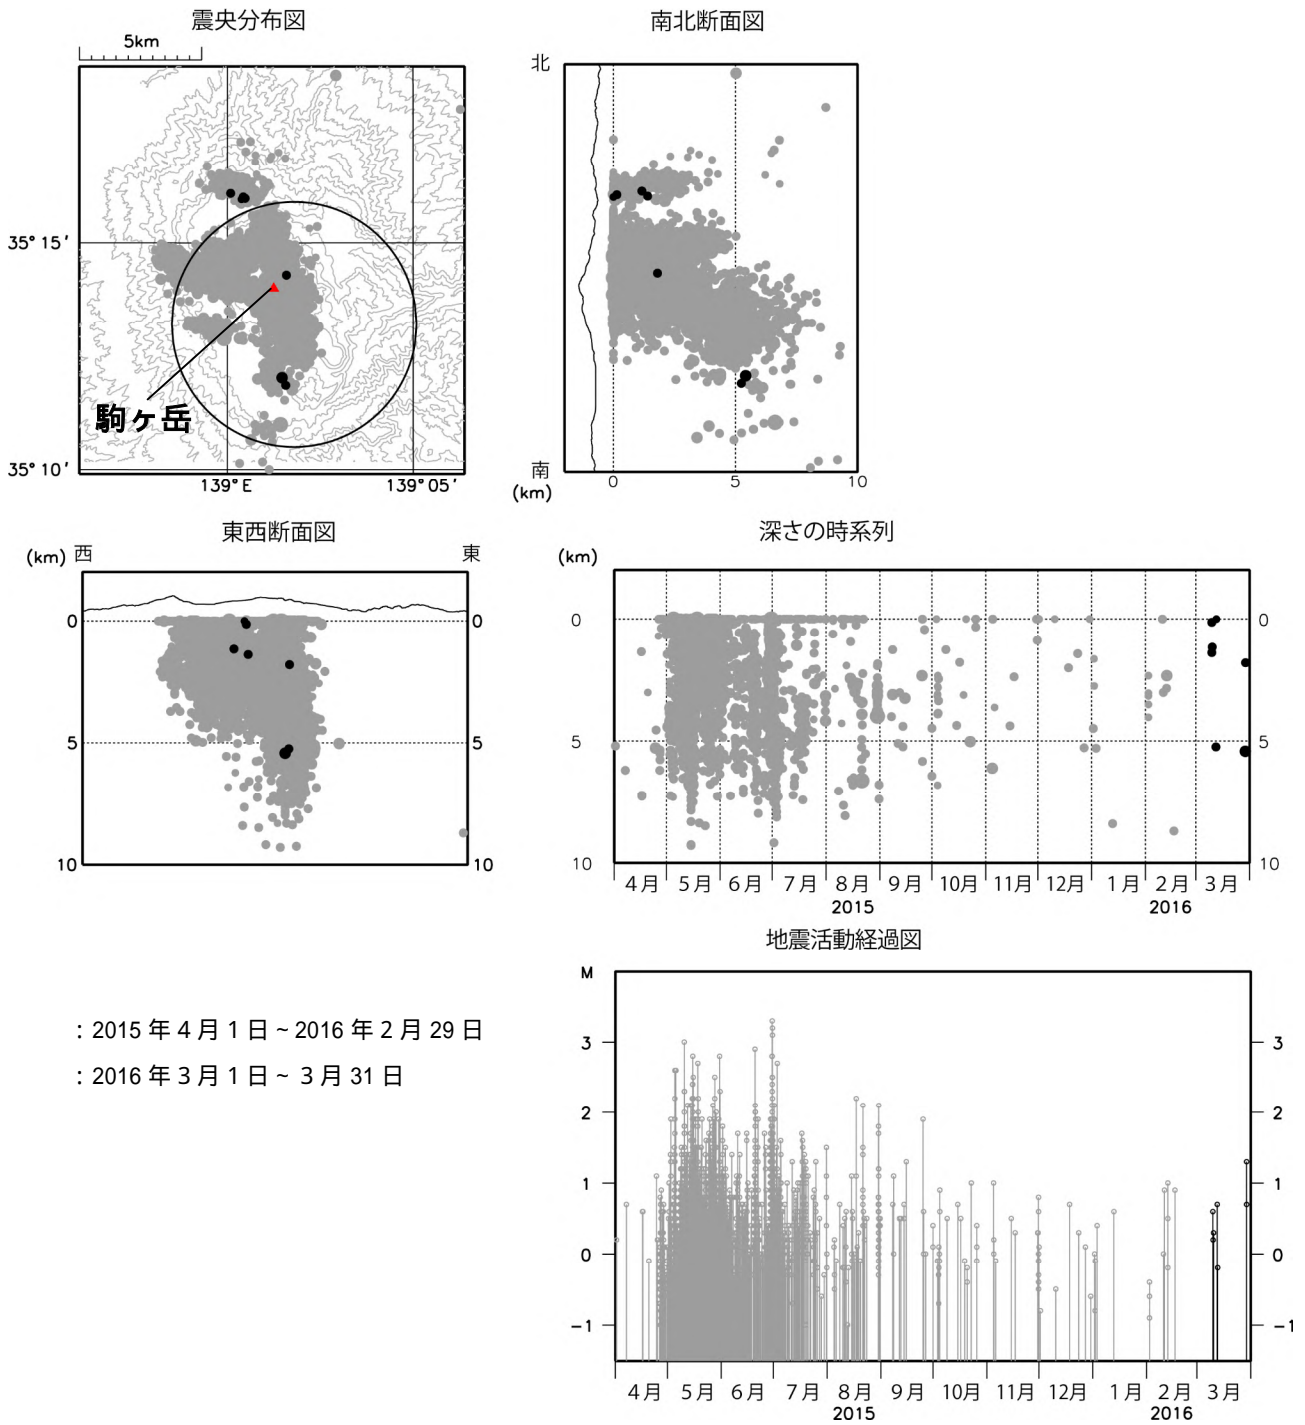 震央分布図
5km
35° 15′
35° 10′
139° E
139° 05′
駒ヶ岳
南北断面図
北
南
(km)
0
5
10
東西断面図
(km)
西
東
0
0
5
5
10
10
深さの時系列
(km)
0
0
5
5
10
10
4月
5月
6月
7月
8月
9月
10月
11月
12月
1月
2月
3月
2015
2016
: 2015 年 4 月 1 日 ~ 2016 年 2 月 29 日
: 2016 年 3 月 1 日 ~ 3 月 31 日
地震活動経過図
M
3
3
2
2
1
1
0
0
-1
-1
4月
5月
6月
7月
8月
9月
10月
11月
12月
1月
2月
3月
2015
2016